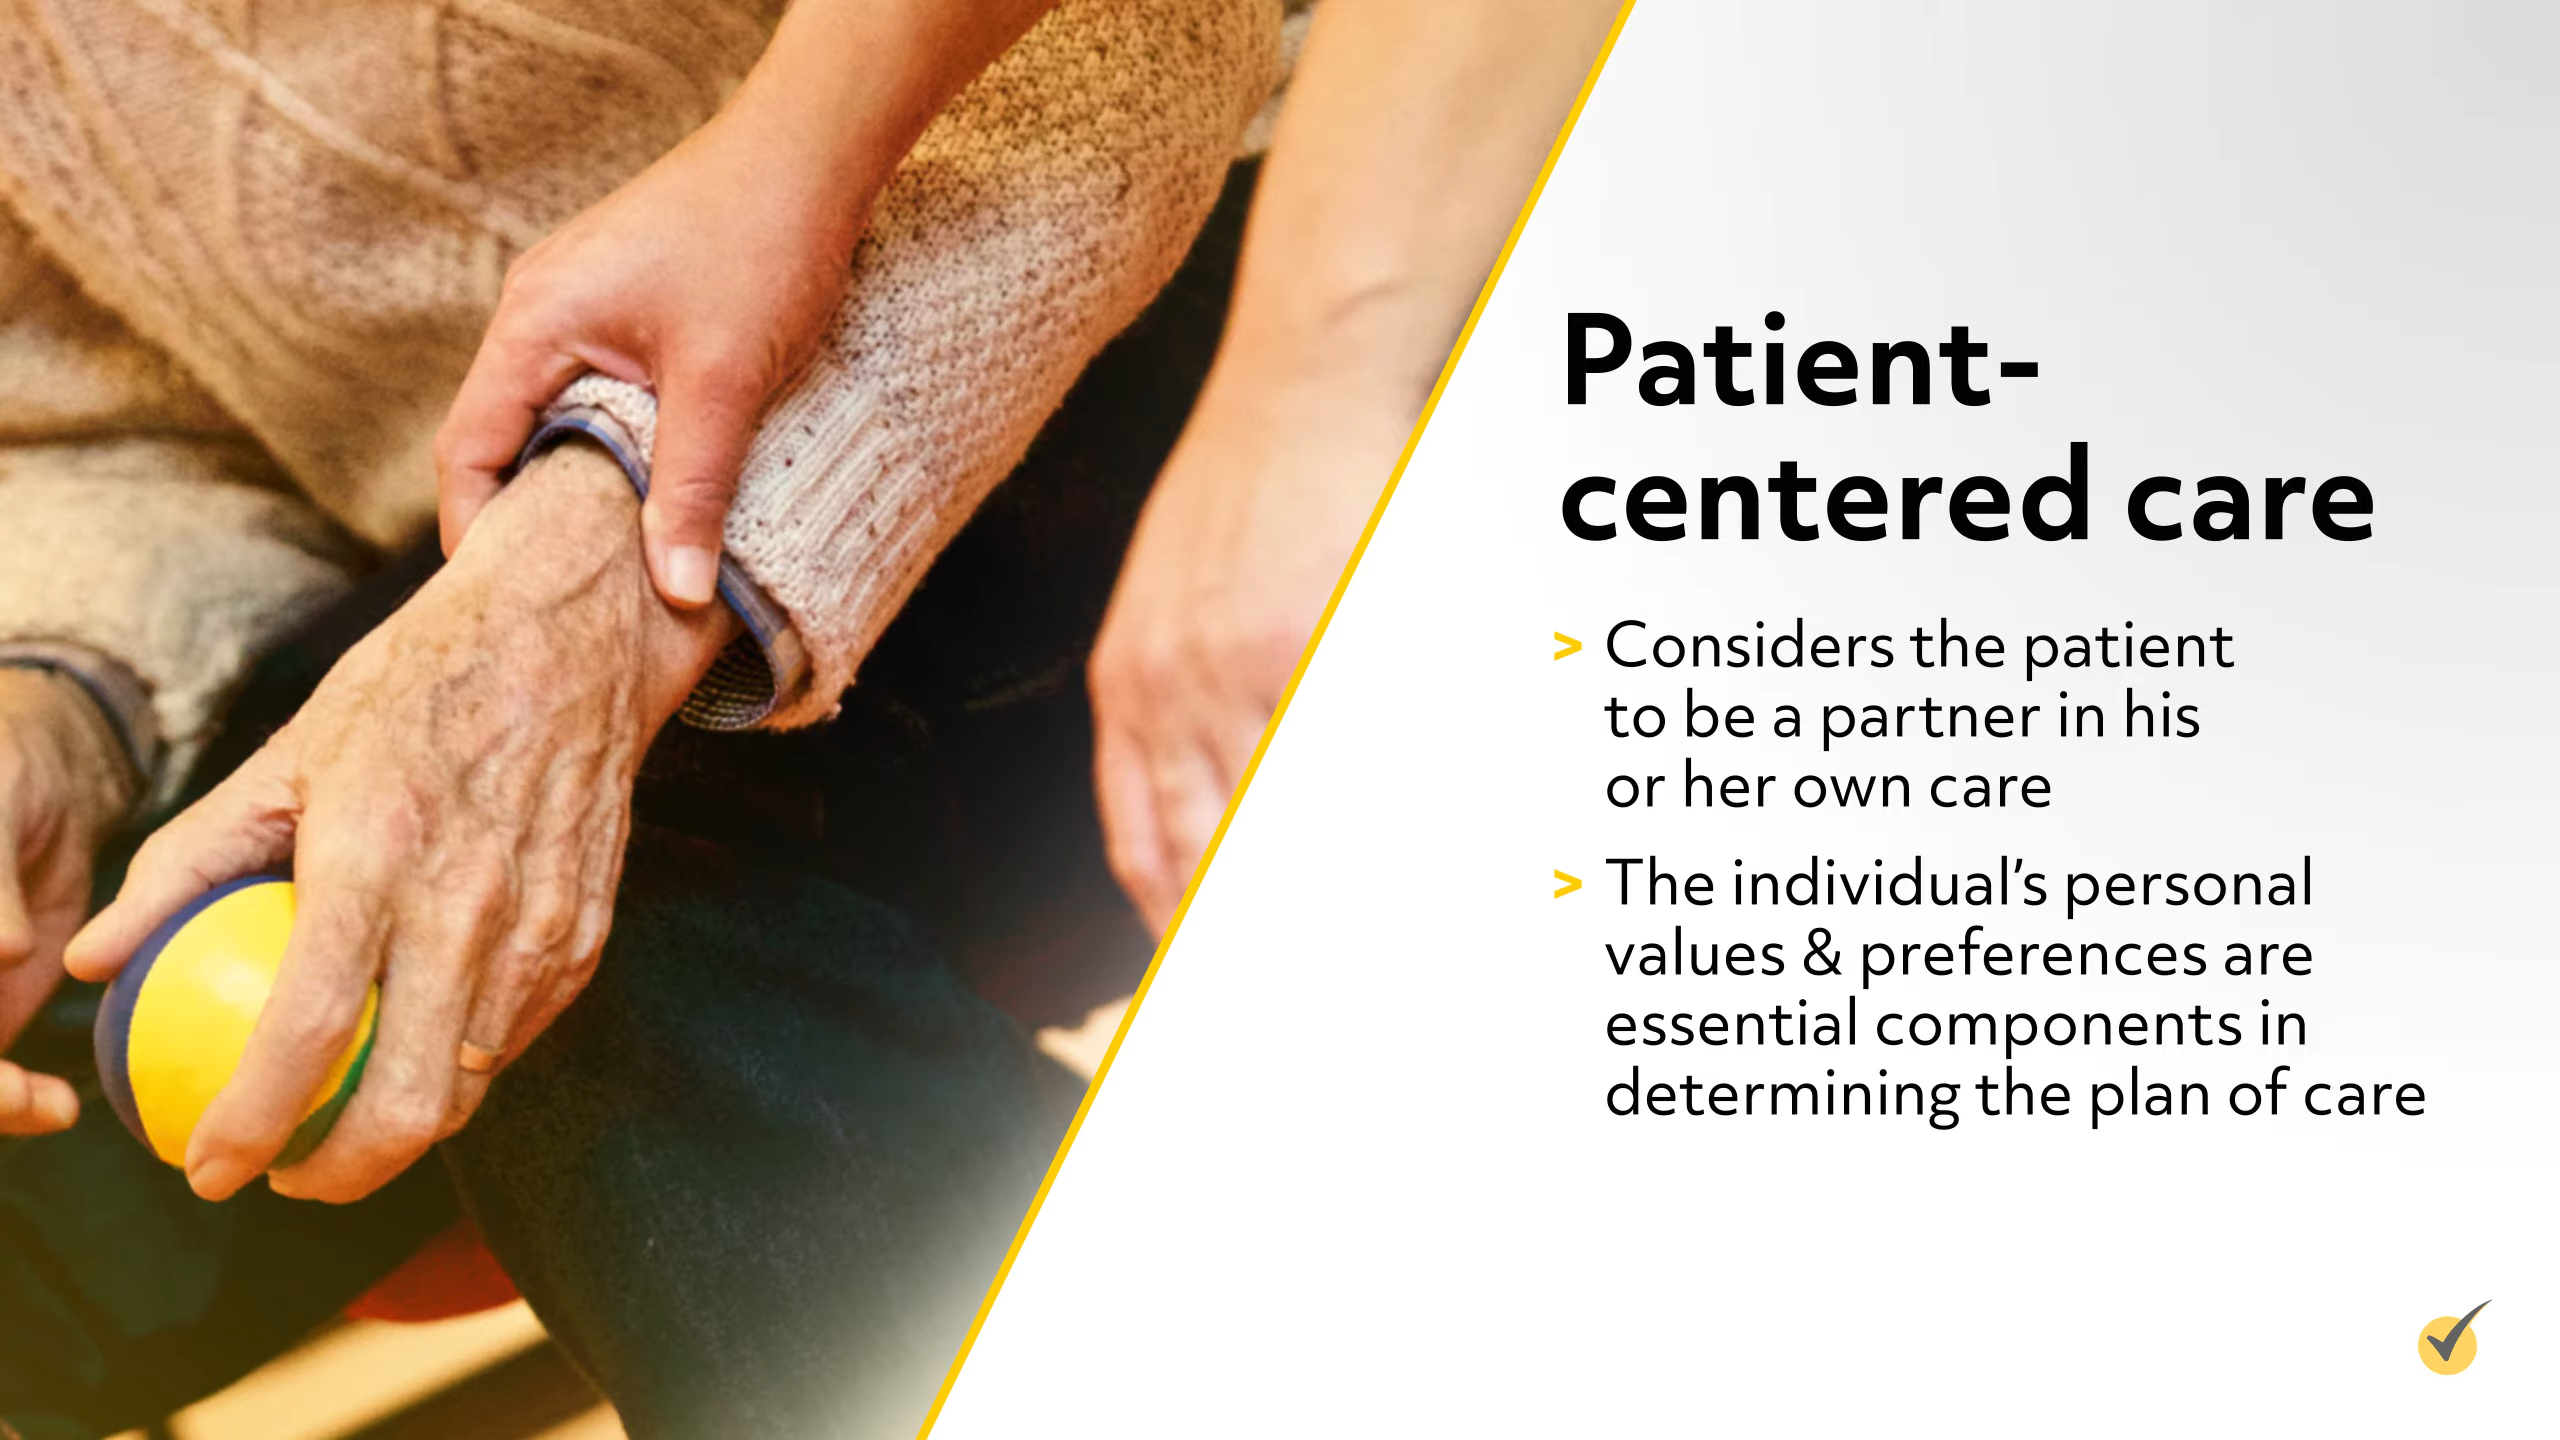 Patient-
centered care
> Considers the patient
to be a partner in his
or her own care
> The individual’s personal
values & preferences are
essential components in
determining the plan of care